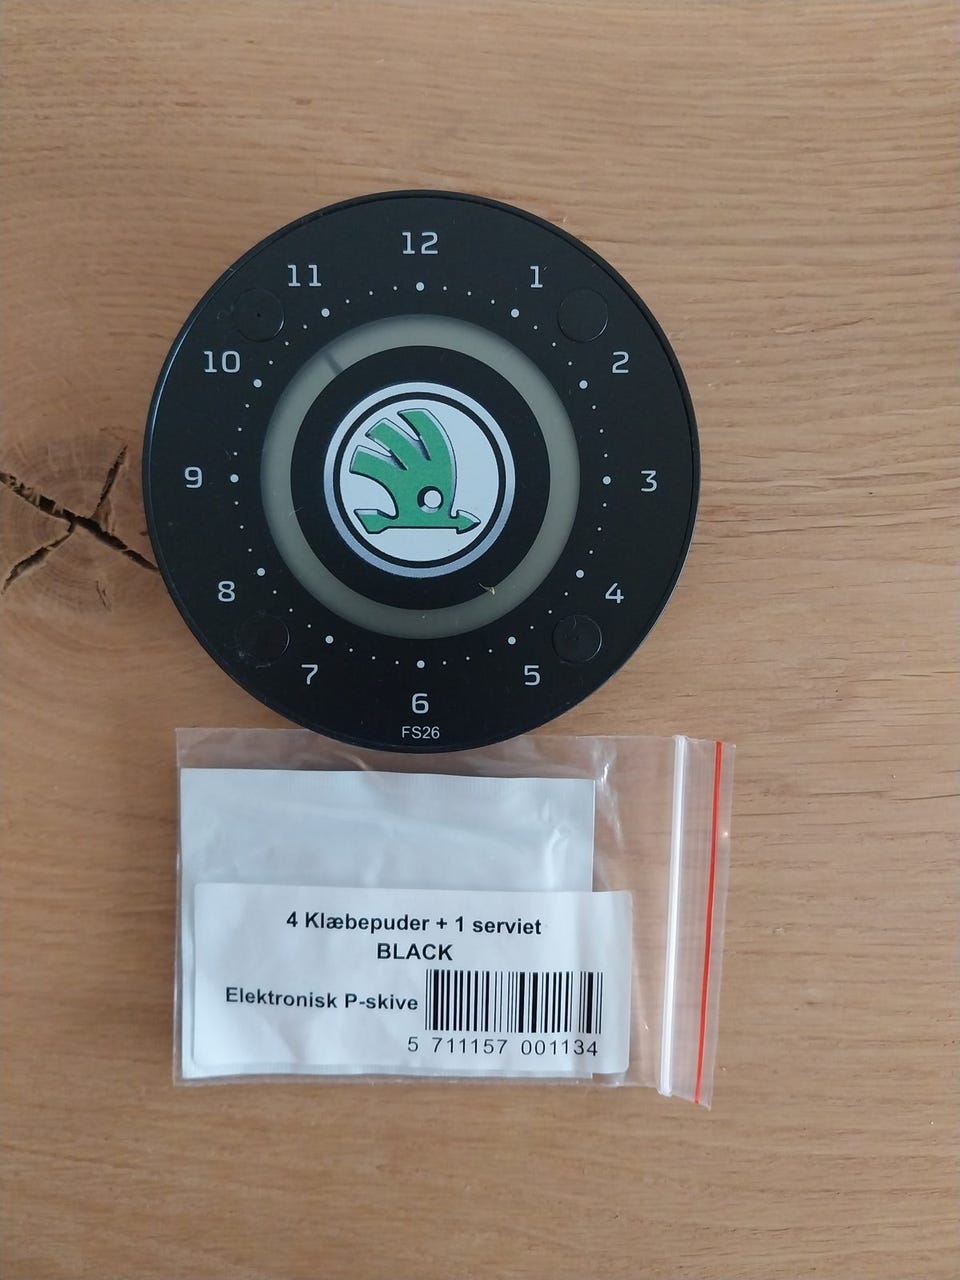 12
11
1
10
2
9
3
8
4
7
5
6
FS26
4 Klæbepuder + 1 serviet
BLACK
Elektronisk P-skive
5 711157 001134